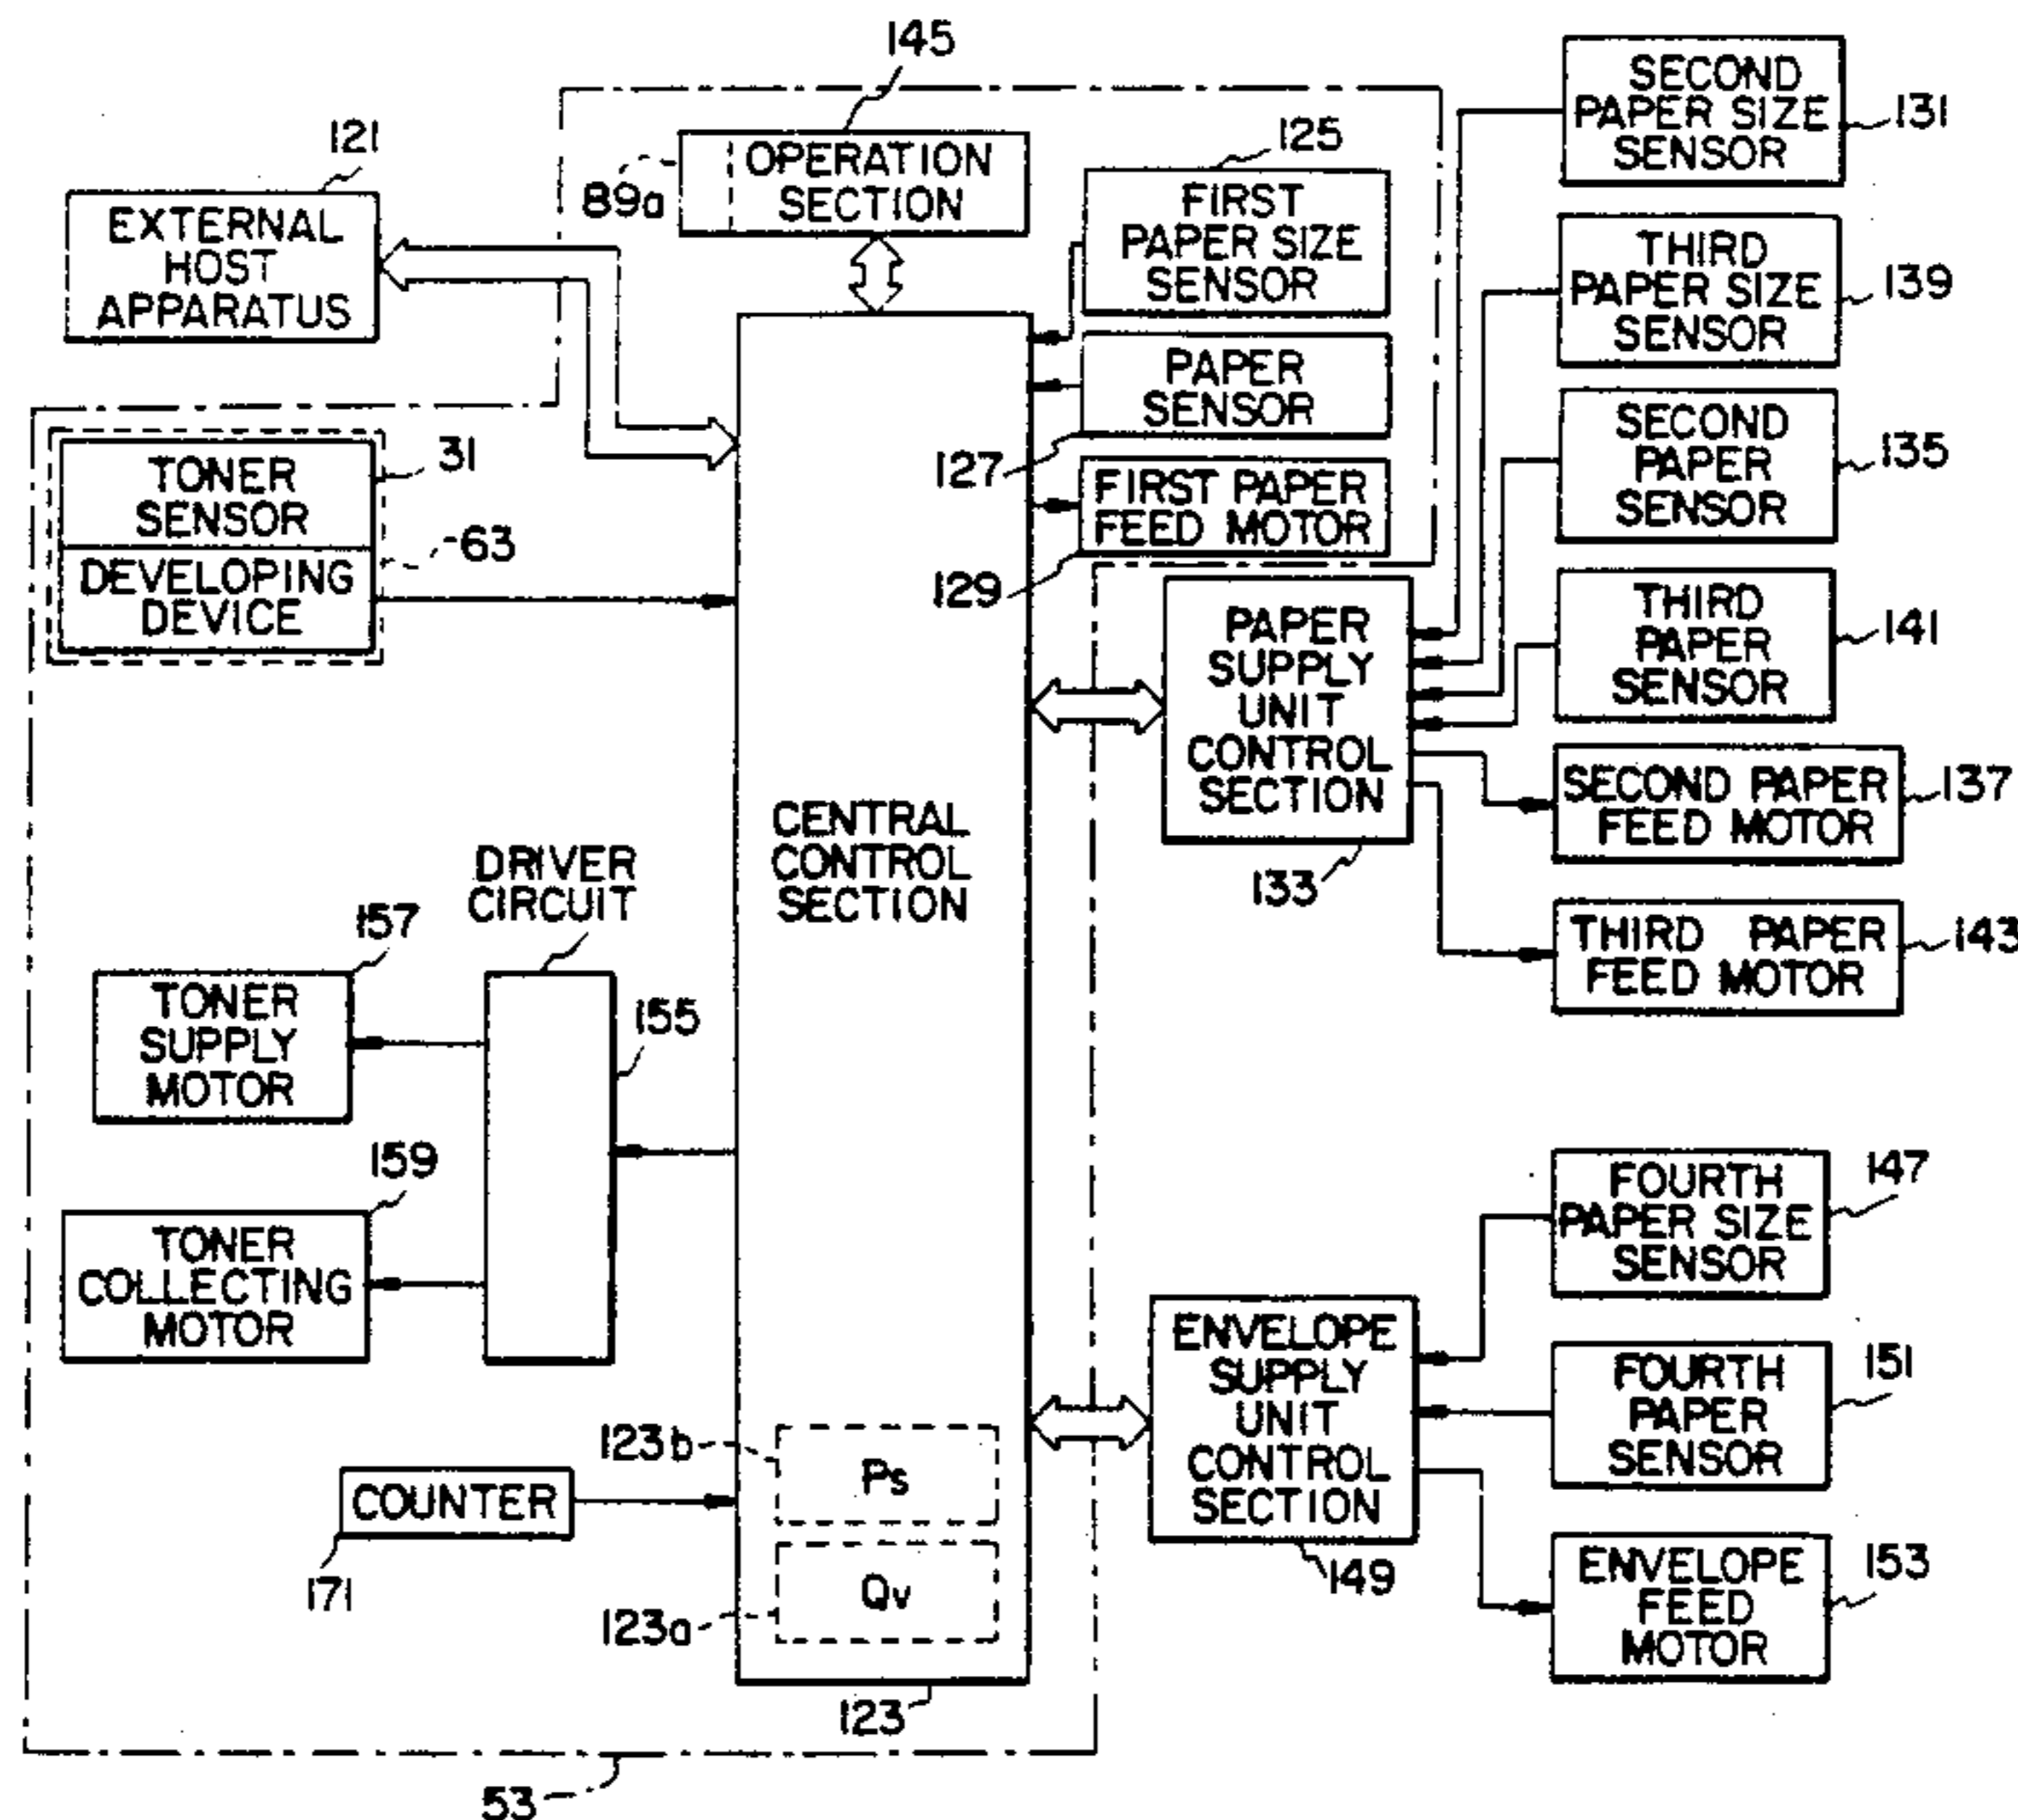 145
121
89a
OPERATION
SECTION
125
EXTERNAL
HOST
APPARATUS
FIRST
PAPER SIZE
SENSOR
SECOND
PAPER SIZE
SENSOR
131
THIRD
PAPER SIZE
SENSOR
139
PAPER
SENSOR
127
TONER
SENSOR
31
DEVELOPING
DEVICE
63
FIRST PAPER
FEED MOTOR
129
SECOND
PAPER
SENSOR
135
THIRD
PAPER
SENSOR
141
PAPER
SUPPLY
UNIT
CONTROL
SECTION
133
SECOND PAPER
FEED MOTOR
137
THIRD PAPER
FEED MOTOR
143
CENTRAL
CONTROL
SECTION
DRIVER
CIRCUIT
157
TONER
SUPPLY
MOTOR
155
159
TONER
COLLECTING
MOTOR
FOURTH
PAPER SIZE
SENSOR
147
ENVELOPE
SUPPLY
UNIT
CONTROL
SECTION
149
FOURTH
PAPER
SENSOR
151
ENVELOPE
FEED
MOTOR
153
123b
Ps
COUNTER
171
123a
Qv
123
53